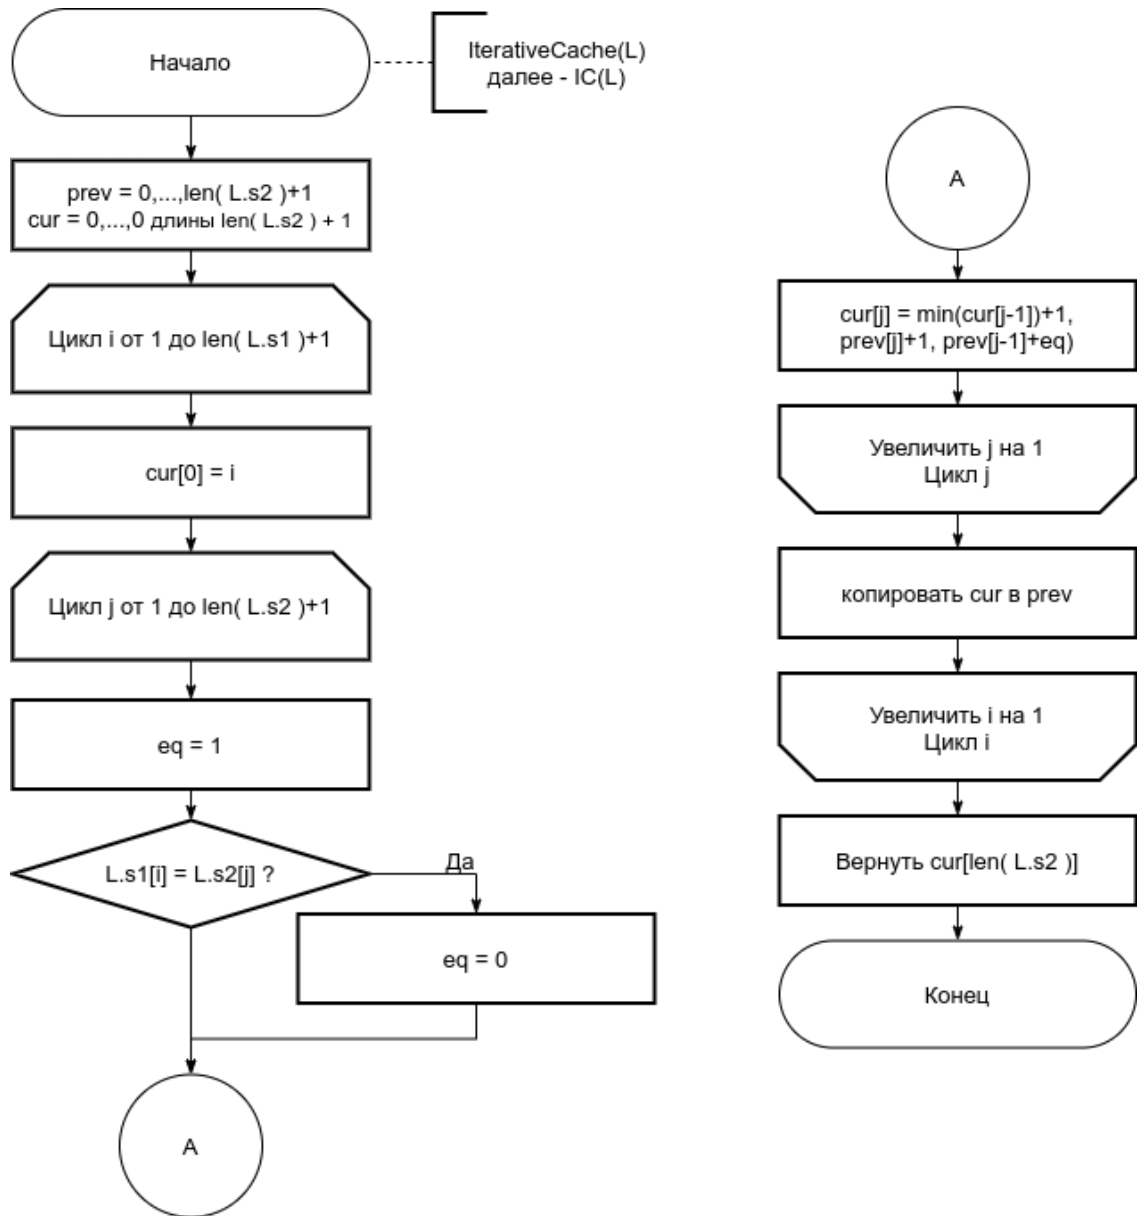 Начало
IterativeCache(L)
далее - IC(L)
prev = 0,...,len( L.s2 )+1
cur = 0,...,0 длины len( L.s2 ) + 1
Цикл i от 1 до len( L.s1 )+1
cur[0] = i
Цикл j от 1 до len( L.s2 )+1
eq = 1
L.s1[i] = L.s2[j] ?
Да
eq = 0
A
A
cur[j] = min(cur[j-1])+1,
prev[j]+1, prev[j-1]+eq)
Увеличить j на 1
Цикл j
копировать cur в prev
Увеличить i на 1
Цикл i
Вернуть cur[len( L.s2 )]
Конец